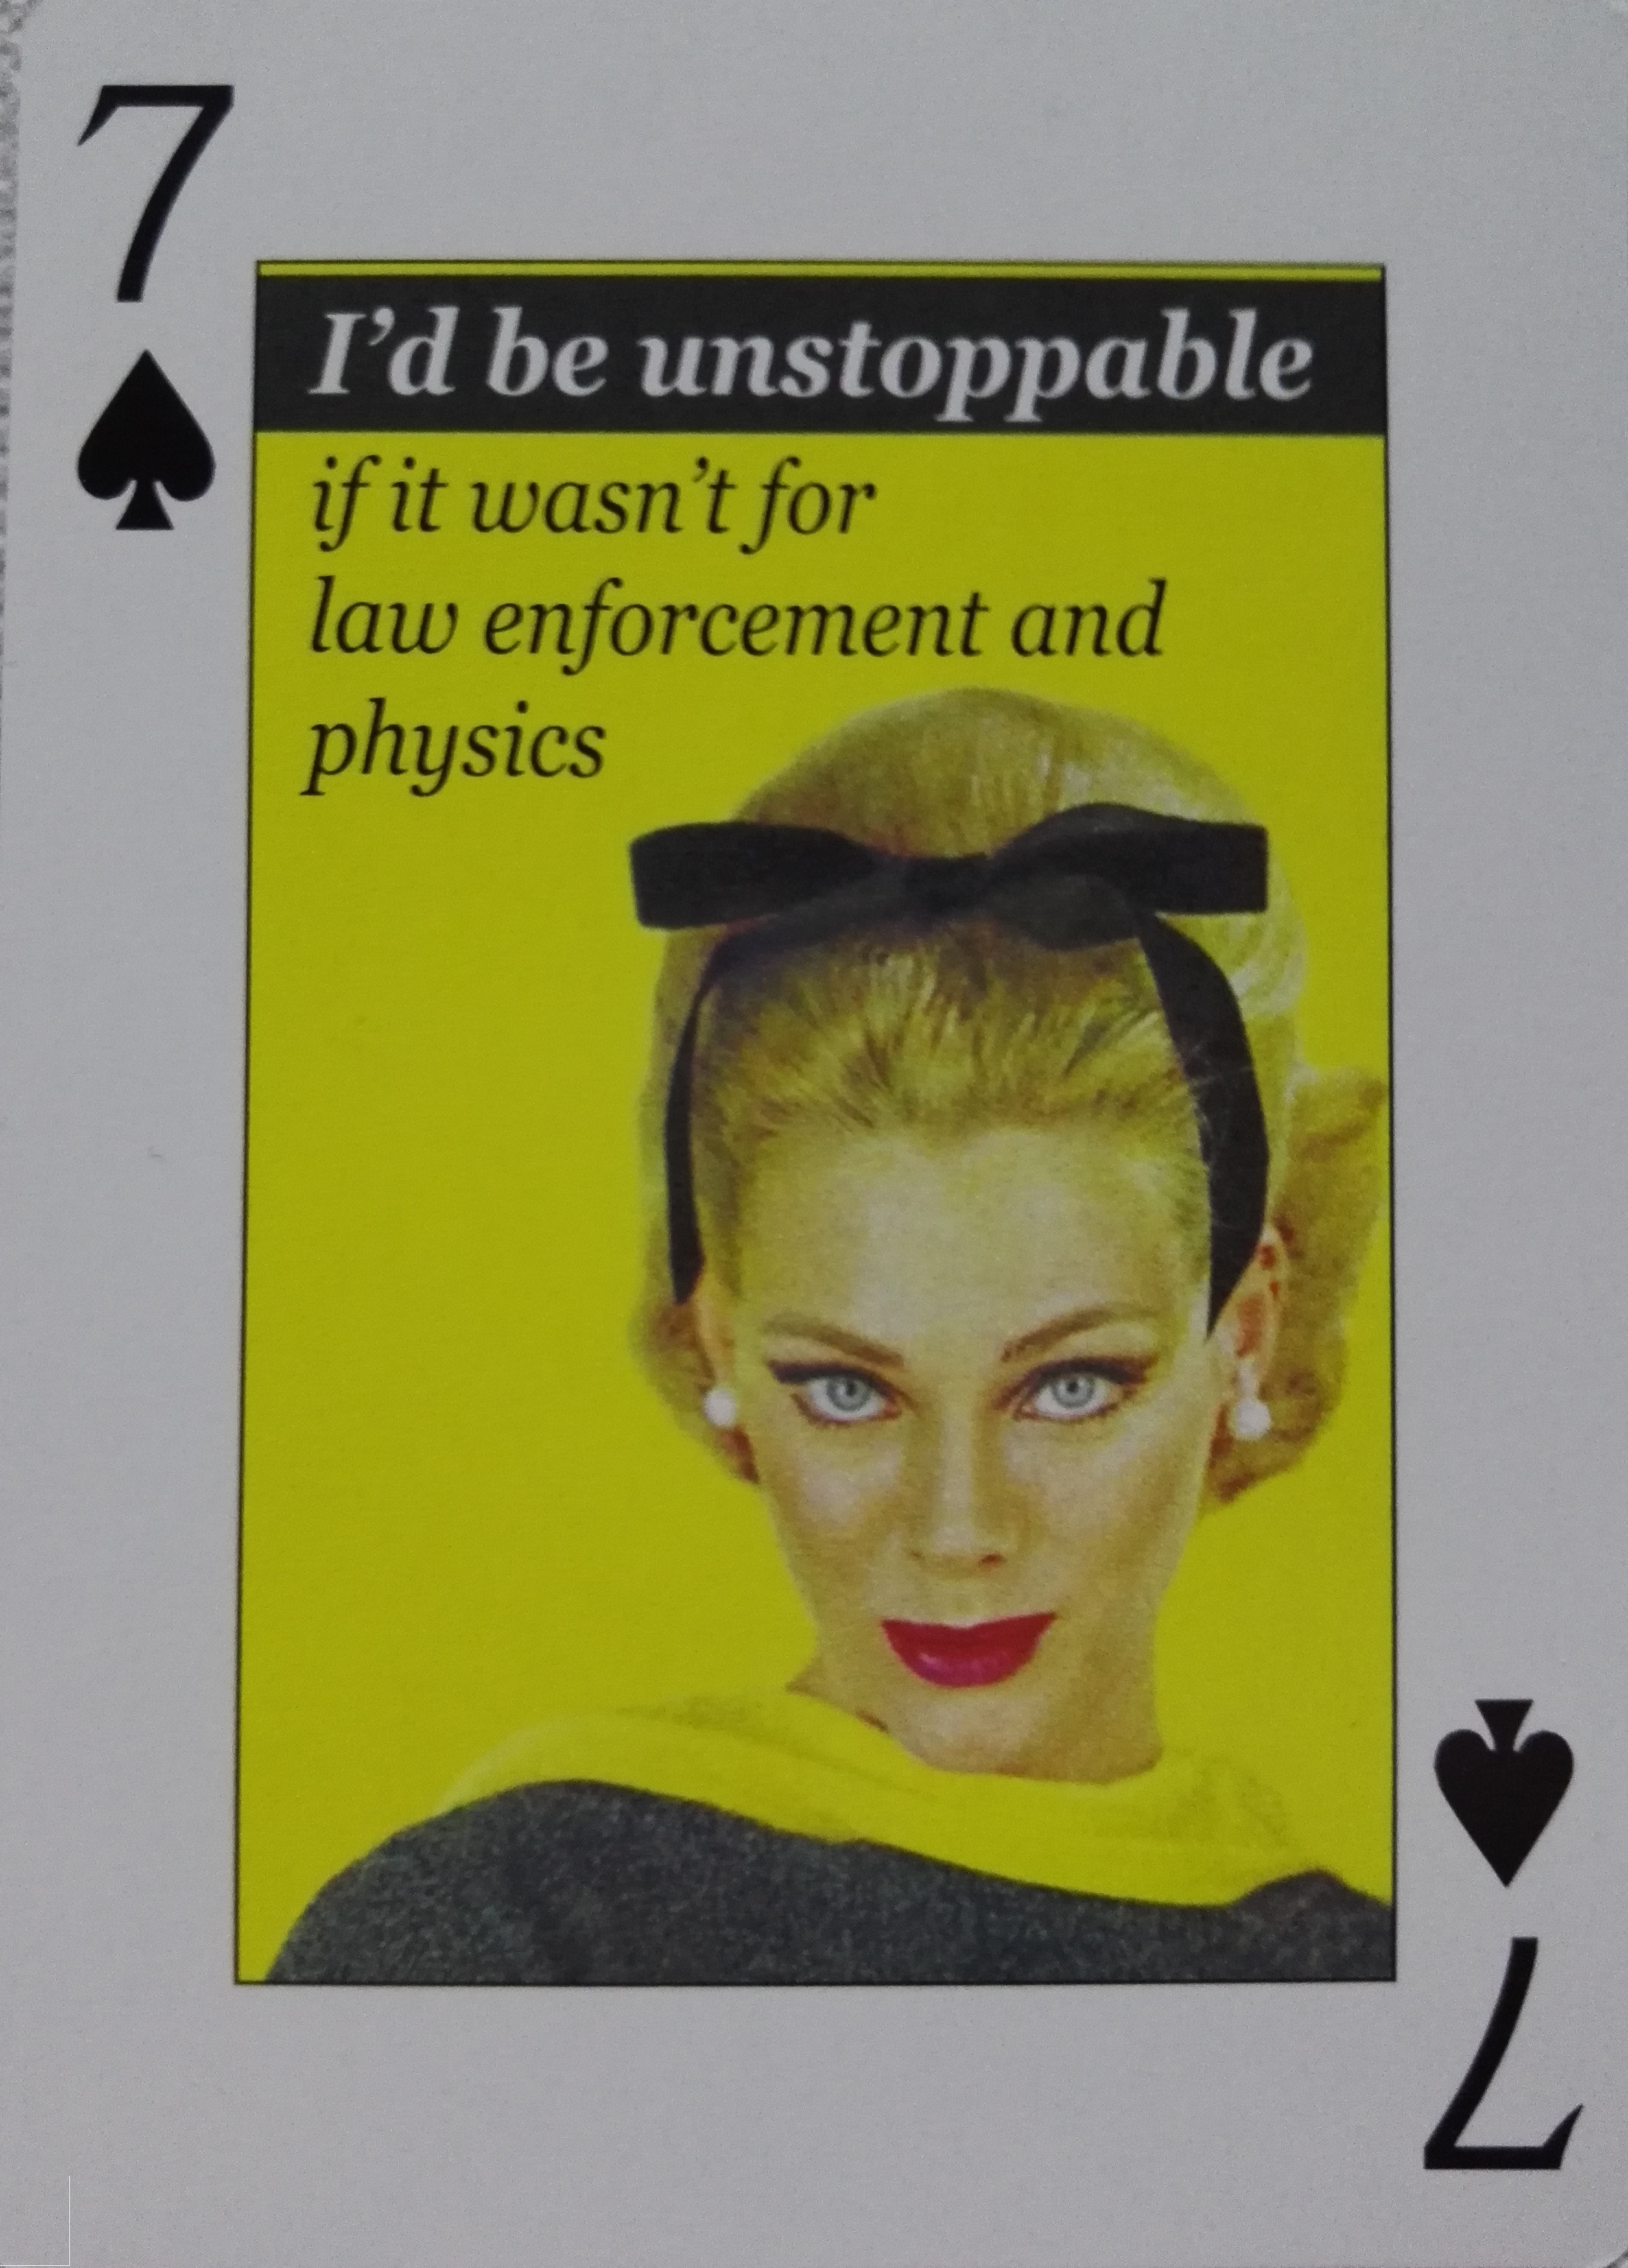 7
I'd be unstoppable
if it wasn't for
law enforcement and
physics
7